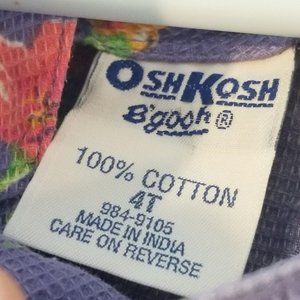 OSHKOSH
B'gosh ®
100% COTTON
4T
984-9105
MADE IN INDIA
CARE ON REVERSE